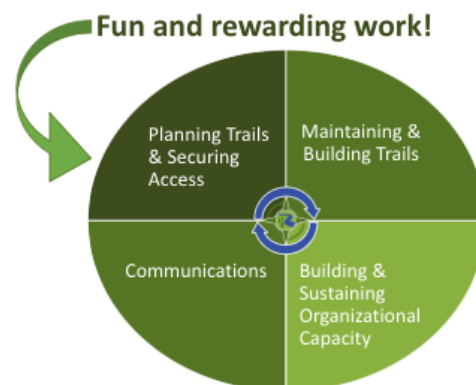 Fun and rewarding work!
Planning Trails
& Securing
Access
Maintaining &
Building Trails
Communications
Building &
Sustaining
Organizational
Capacity